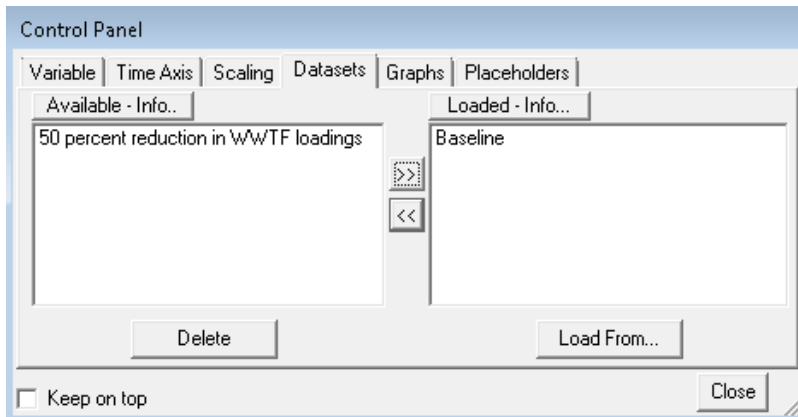 Control Panel
Variable Time Axis Scaling Datasets Graphs Placeholders
Available - Info.. Loaded - Info...
50 percent reduction in WWTF loadings Baseline
>>
<<
Delete Load From...
Keep on top Close